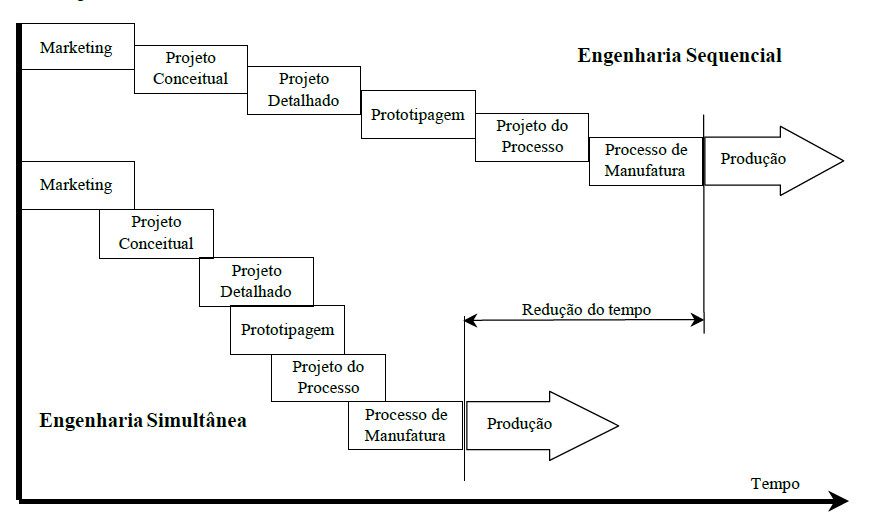 Marketing
Projeto
Conceitual
Engenharia Sequencial
Projeto
Detalhado
Prototipagem
Projeto do
Processo
Processo de
Manufatura
Produção
Marketing
Projeto
Conceitual
Projeto
Detalhado
Redução do tempo
Prototipagem
Projeto do
Processo
Engenharia Simultânea
Processo de
Manufatura
Produção
Tempo